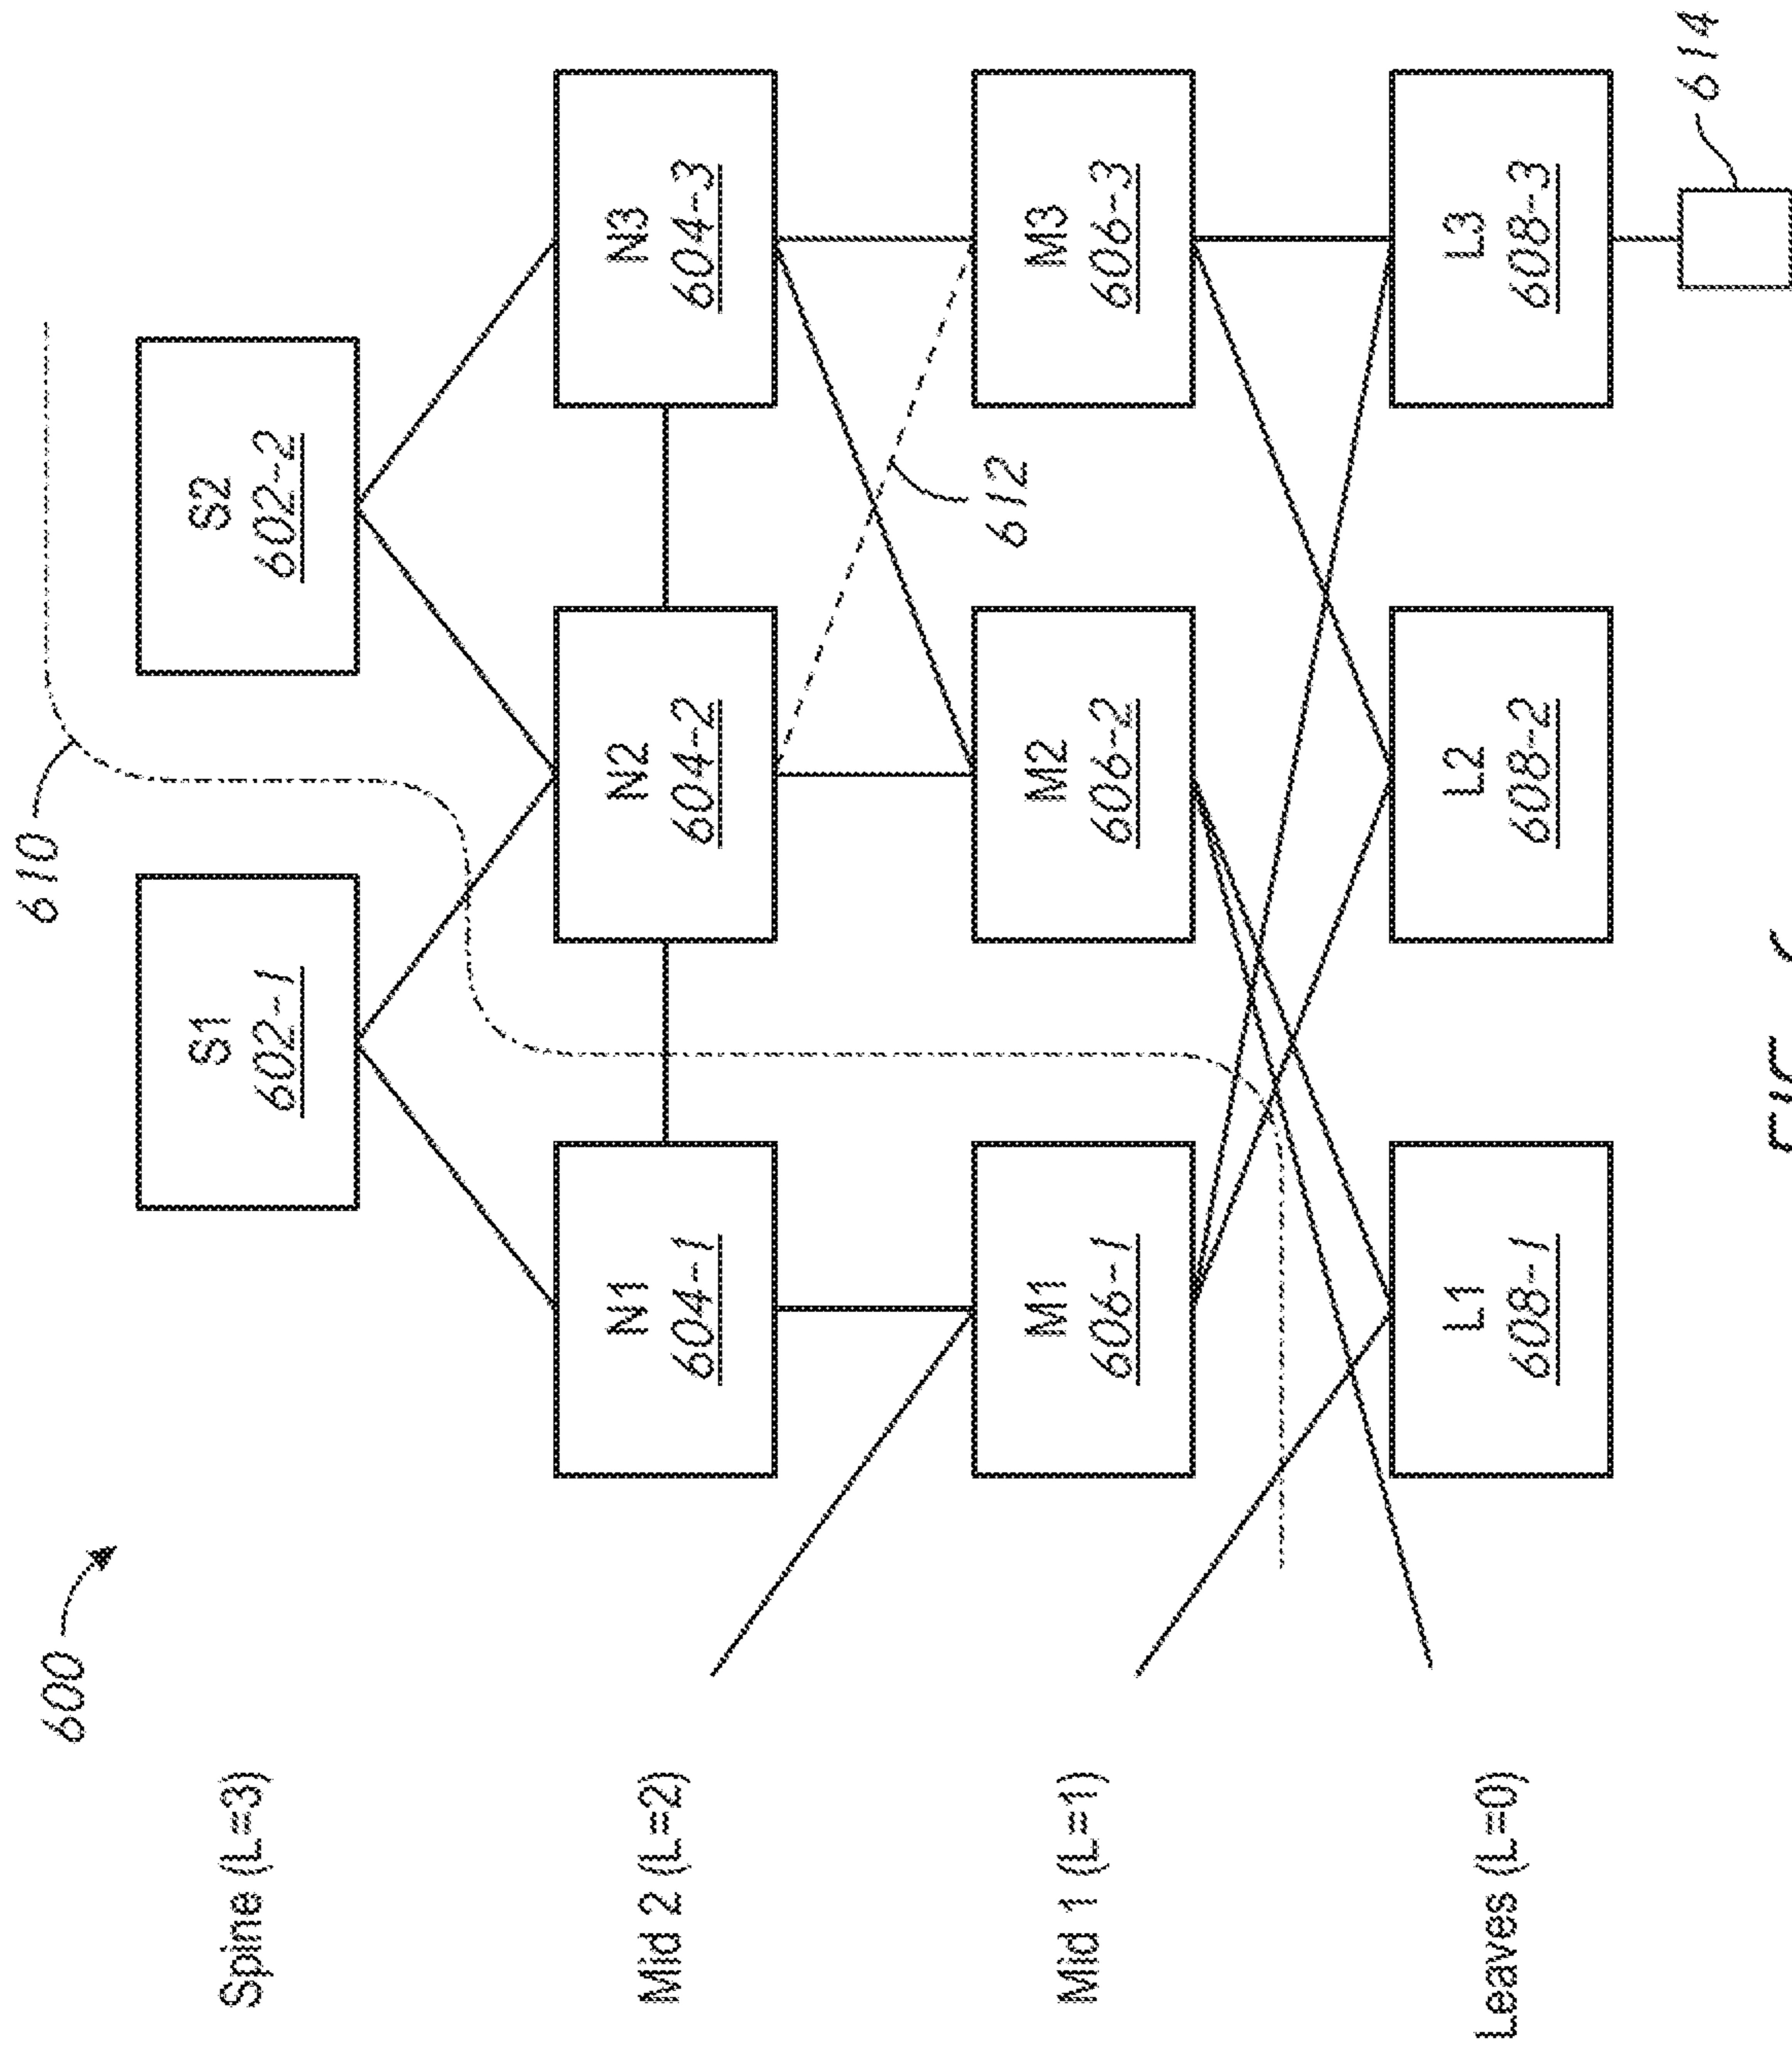 600
610
Spine (L=3)
S1
602-1
S2
602-2
Mid 2 (L=2)
N1
604-1
N2
604-2
N3
604-3
612
Mid 1 (L=1)
M1
606-1
M2
606-2
M3
606-3
Leaves (L=0)
L1
608-1
L2
608-2
L3
608-3
614